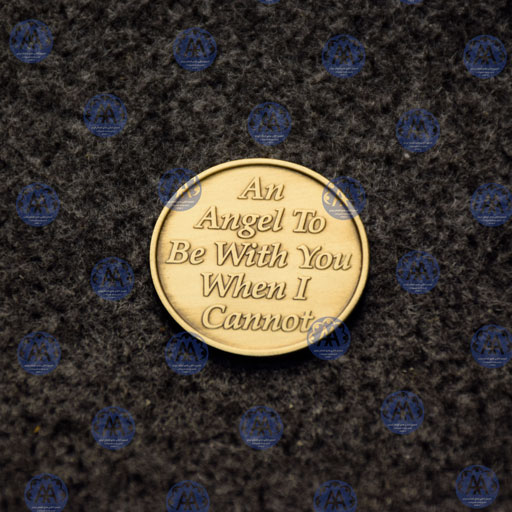 An
Angel To
Be With You
When I
Cannot